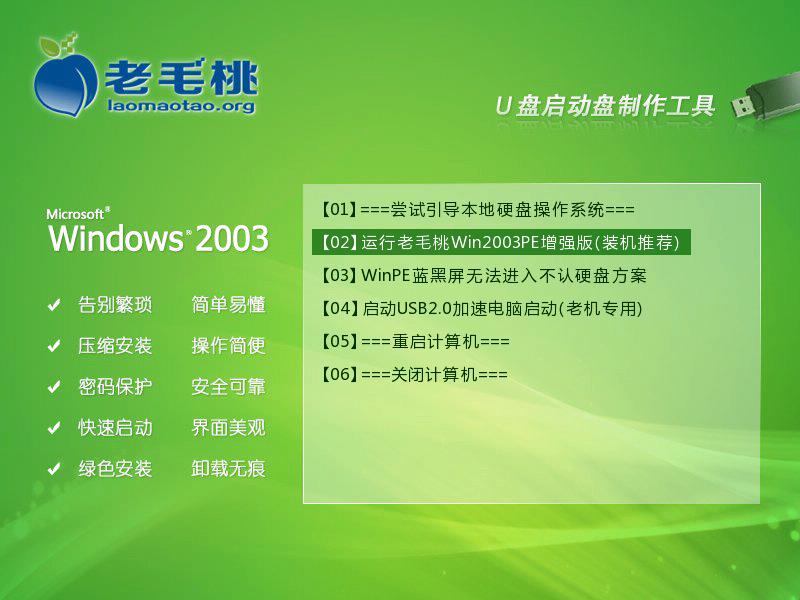 老毛桃
laomaotao.org
U盘启动盘制作工具
Microsoft®
Windows® 2003
告别繁琐 简单易懂
压缩安装 操作简便
密码保护 安全可靠
快速启动 界面美观
绿色安装 卸载无痕
【01】===尝试引导本地硬盘操作系统===
【02】运行老毛桃Win2003PE增强版(装机推荐)
【03】WinPE蓝黑屏无法进入不认硬盘方案
【04】启动USB2.0加速电脑启动(老机专用)
【05】===重启计算机===
【06】===关闭计算机===